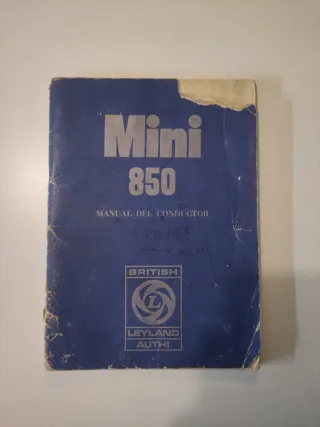 Mini
850
MANUAL DEL CONDUCTOR
BRITISH
L
LEYLAND
AUTHI